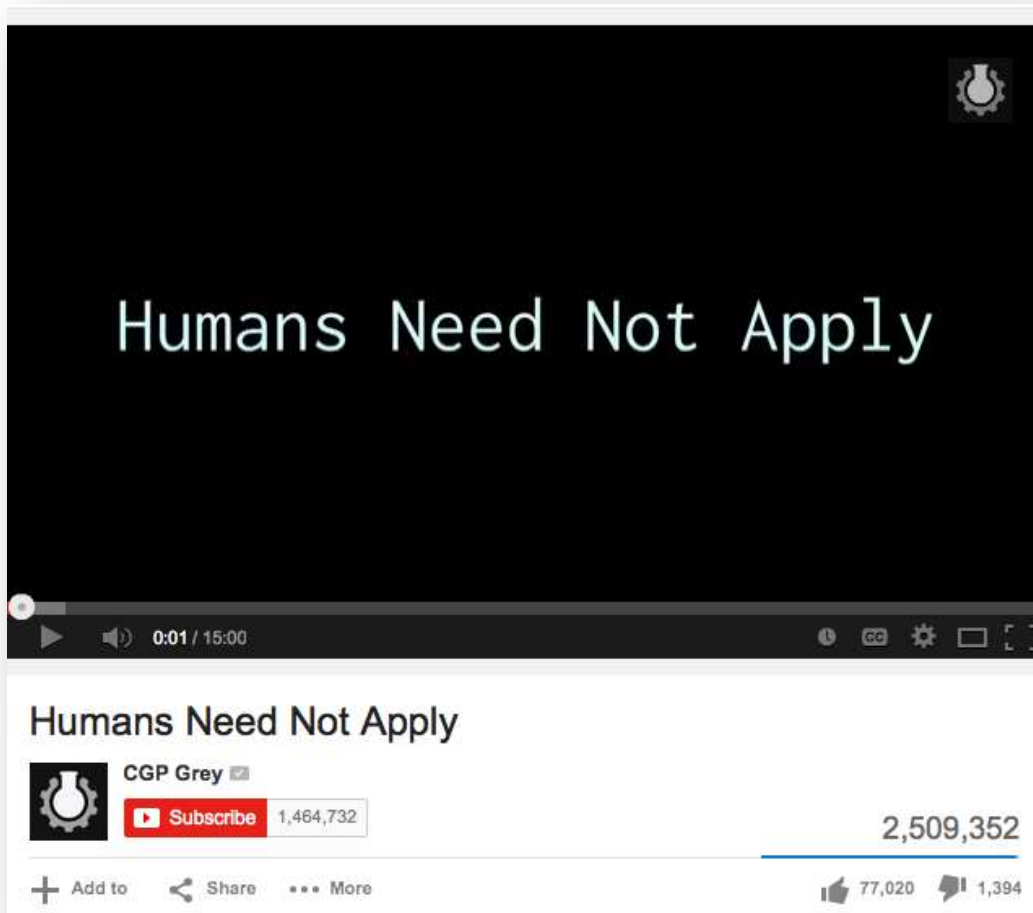 Humans Need Not Apply
0:01 / 15:00
CC
Humans Need Not Apply
CGP Grey
Subscribe 1,464,732
2,509,352
Add to Share More 77,020 1,394